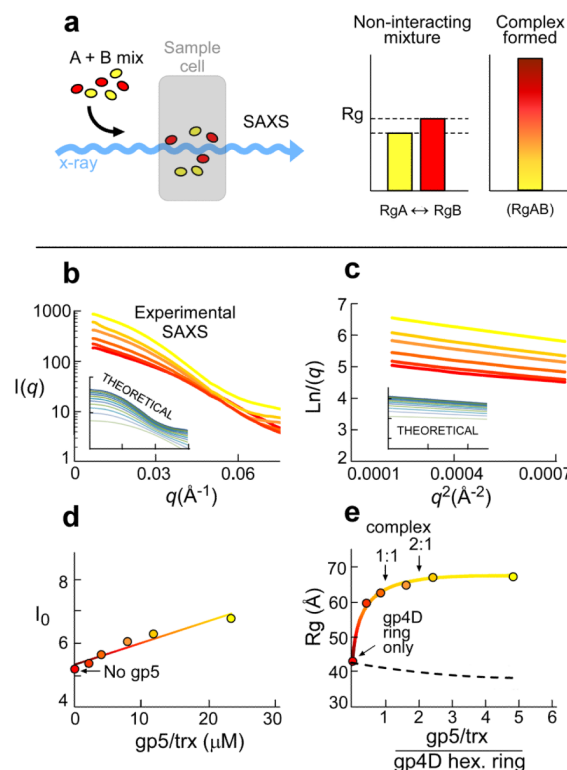 a
A + B mix
Sample
cell
SAXS
x-ray
Non-interacting
mixture
Complex
formed
Rg
RgA ↔ RgB
(RgAB)
b
Experimental
SAXS
1000
100
10
1
I(q)
THEORETICAL
0
0.03
0.06
q(Å-1)
c
7
6
5
4
3
2
LnI(q)
THEORETICAL
0.0001
0.0004
0.0007
q2(Å-2)
d
8
6
4
I0
No gp5
0
10
20
30
gp5/trx (μM)
e
complex
1:1
2:1
80
70
60
50
40
30
Rg (Å)
gp4D
ring
only
1
2
3
4
5
6
gp5/trx
gp4D hex. ring